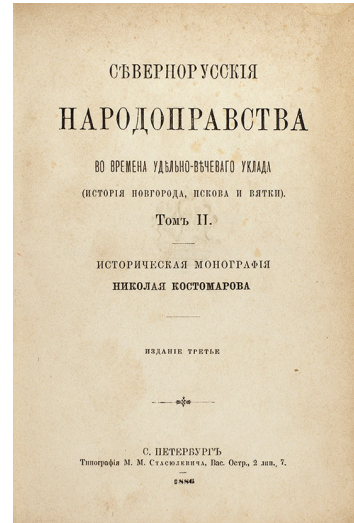 СѢВЕРНОРУССКІЯ
НАРОДОПРАВСТВА
ВО ВРЕМЕНА УДѢЛЬНО-ВѢЧЕВАГО УКЛАДА
(ИСТОРІЯ НОВГОРОДА, ПСКОВА И ВЯТКИ).
Томъ II.
ИСТОРИЧЕСКАЯ МОНОГРАФІЯ
НИКОЛАЯ КОСТОМАРОВА
ИЗДАНІЕ ТРЕТЬЕ
С. ПЕТЕРБУРГЪ
Типографія М. М. Стасюлевича, Вас. Остр., 2 лин., 7.
1886